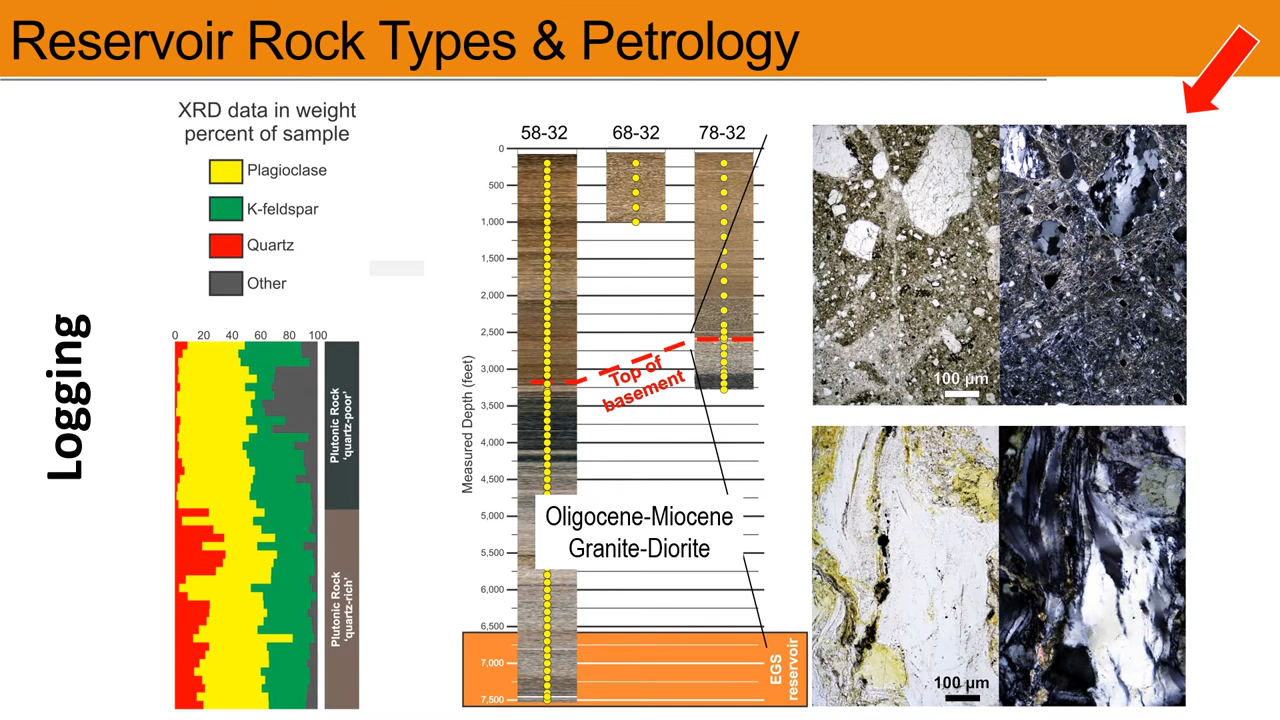 Reservoir Rock Types & Petrology
XRD data in weight
percent of sample
Plagioclase
K-feldspar
Quartz
Other
Logging
0 20 40 60 80 100
Plutonic Rock
'quartz-poor'
Plutonic Rock
'quartz-rich'
58-32 68-32 78-32
Measured Depth (feet)
0
500
1,000
1,500
2,000
2,500
3,000
3,500
4,000
4,500
5,000
5,500
6,000
6,500
7,000
7,500
Top of
basement
Oligocene-Miocene
Granite-Diorite
EGS
reservoir
100 µm
100 µm